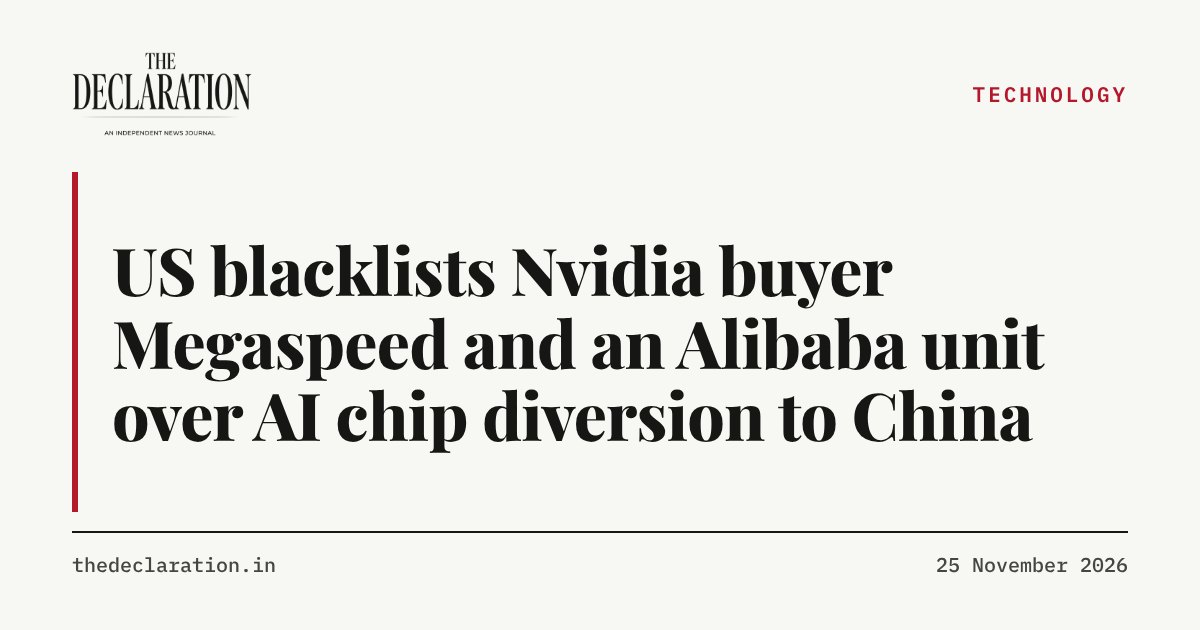 THE
DECLARATION
AN INDEPENDENT NEWS JOURNAL
TECHNOLOGY
US blacklists Nvidia buyer
Megaspeed and an Alibaba unit
over AI chip diversion to China
thedeclaration.in
25 November 2026